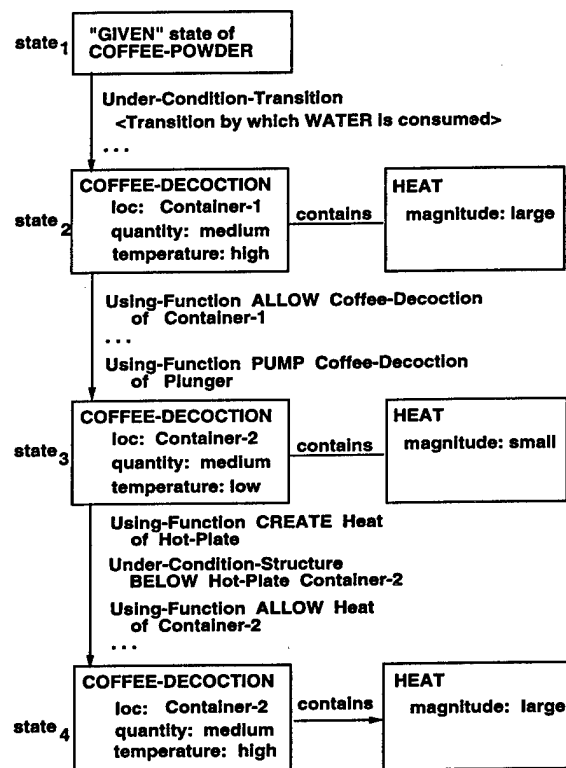 state1
"GIVEN" state of
COFFEE-POWDER
Under-Condition-Transition
<Transition by which WATER is consumed>
. . .
state2
COFFEE-DECOCTION
loc: Container-1
quantity: medium
temperature: high
contains
HEAT
magnitude: large
Using-Function ALLOW Coffee-Decoction
of Container-1
. . .
Using-Function PUMP Coffee-Decoction
of Plunger
state3
COFFEE-DECOCTION
loc: Container-2
quantity: medium
temperature: low
contains
HEAT
magnitude: small
Using-Function CREATE Heat
of Hot-Plate
Under-Condition-Structure
BELOW Hot-Plate Container-2
Using-Function ALLOW Heat
of Container-2
. . .
state4
COFFEE-DECOCTION
loc: Container-2
quantity: medium
temperature: high
contains
HEAT
magnitude: large